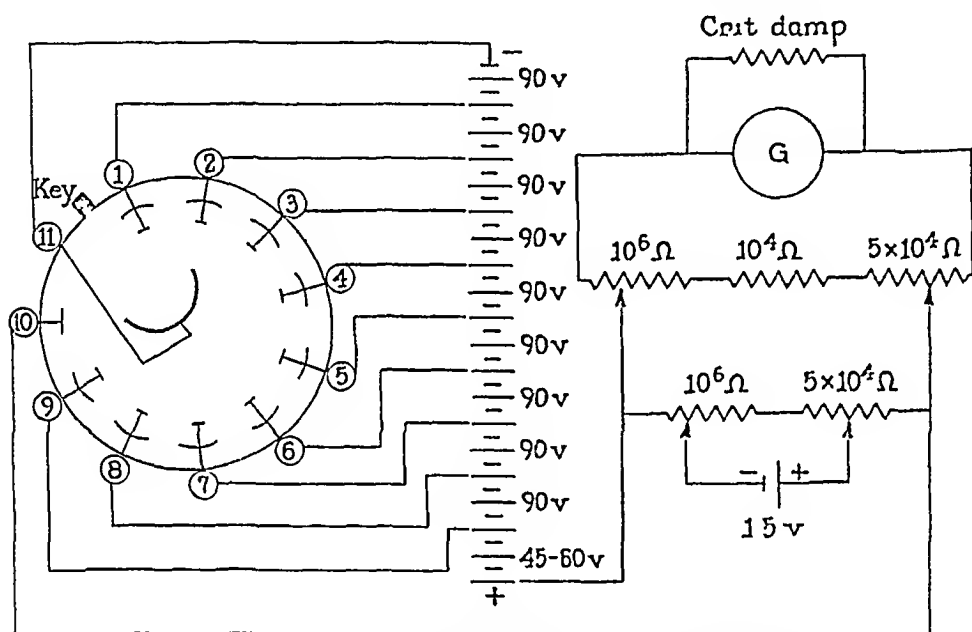 Crit damp
−
90v
90v
90v
90v
90v
90v
90v
90v
90v
45-60v
+
Key
1
2
3
4
5
6
7
8
9
10
11
G
10⁶Ω
10⁴Ω
5×10⁴Ω
10⁶Ω
5×10⁴Ω
− +
15v